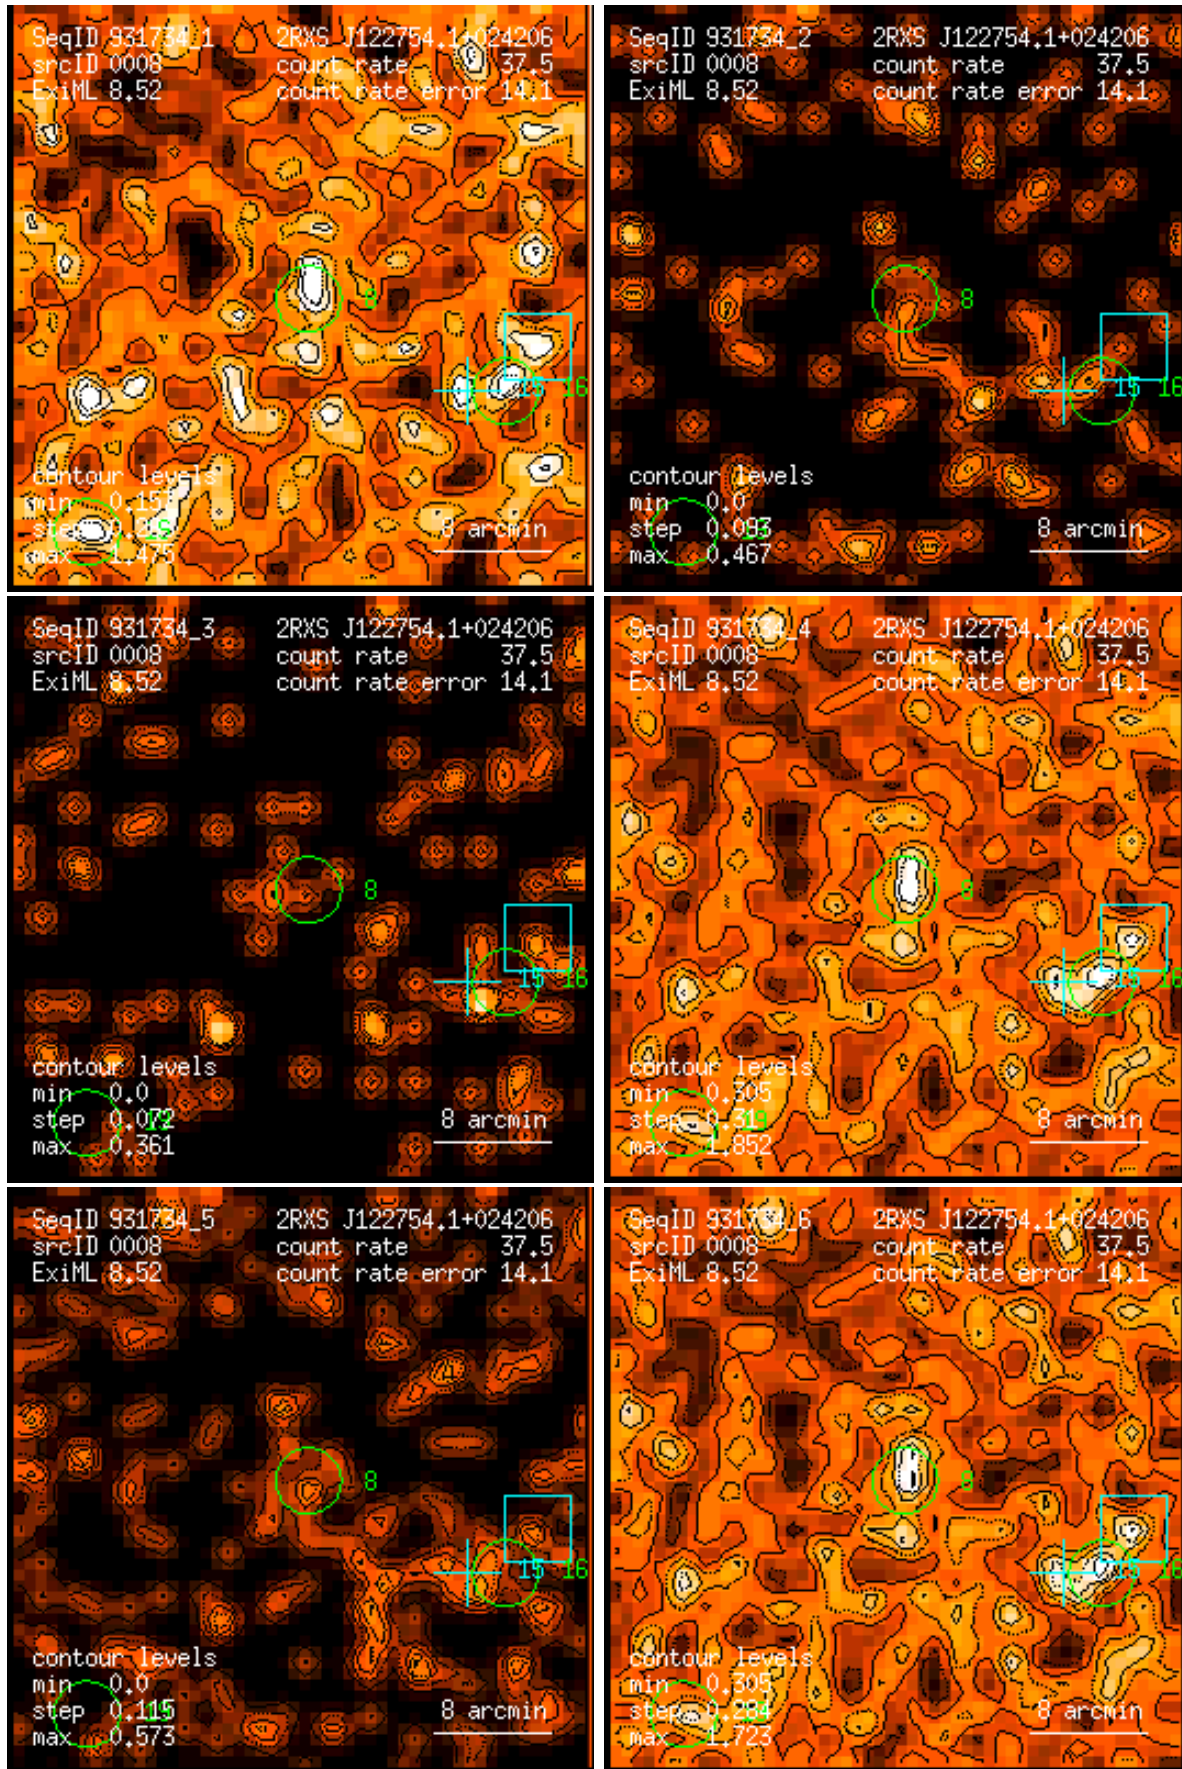 SeqID 931734_1 2RXS J122754.1+024206
srcID 0008 count rate 37.5
ExiML 8.52 count rate error 14.1
8
15 16
contour levels
min
step
max 1.475
8 arcmin
SeqID 931734_2 2RXS J122754.1+024206
srcID 0008 count rate 37.5
ExiML 8.52 count rate error 14.1
8
15 16
contour levels
min 0.0
step 0.093
max 0.467
8 arcmin
SeqID 931734_3 2RXS J122754.1+024206
srcID 0008 count rate 37.5
ExiML 8.52 count rate error 14.1
8
15 16
contour levels
min 0.0
step 0.072
max 0.361
8 arcmin
SeqID 931734_4 2RXS J122754.1+024206
srcID 0008 count rate 37.5
ExiML 8.52 count rate error 14.1
8
15 16
contour levels
min 0.305
step 0.319
max 1.852
8 arcmin
SeqID 931734_5 2RXS J122754.1+024206
srcID 0008 count rate 37.5
ExiML 8.52 count rate error 14.1
8
15 16
contour levels
min 0.0
step 0.115
max 0.573
8 arcmin
SeqID 931734_6 2RXS J122754.1+024206
srcID 0008 count rate 37.5
ExiML 8.52 count rate error 14.1
8
15 16
contour levels
min 0.305
step 0.284
max 1.723
8 arcmin